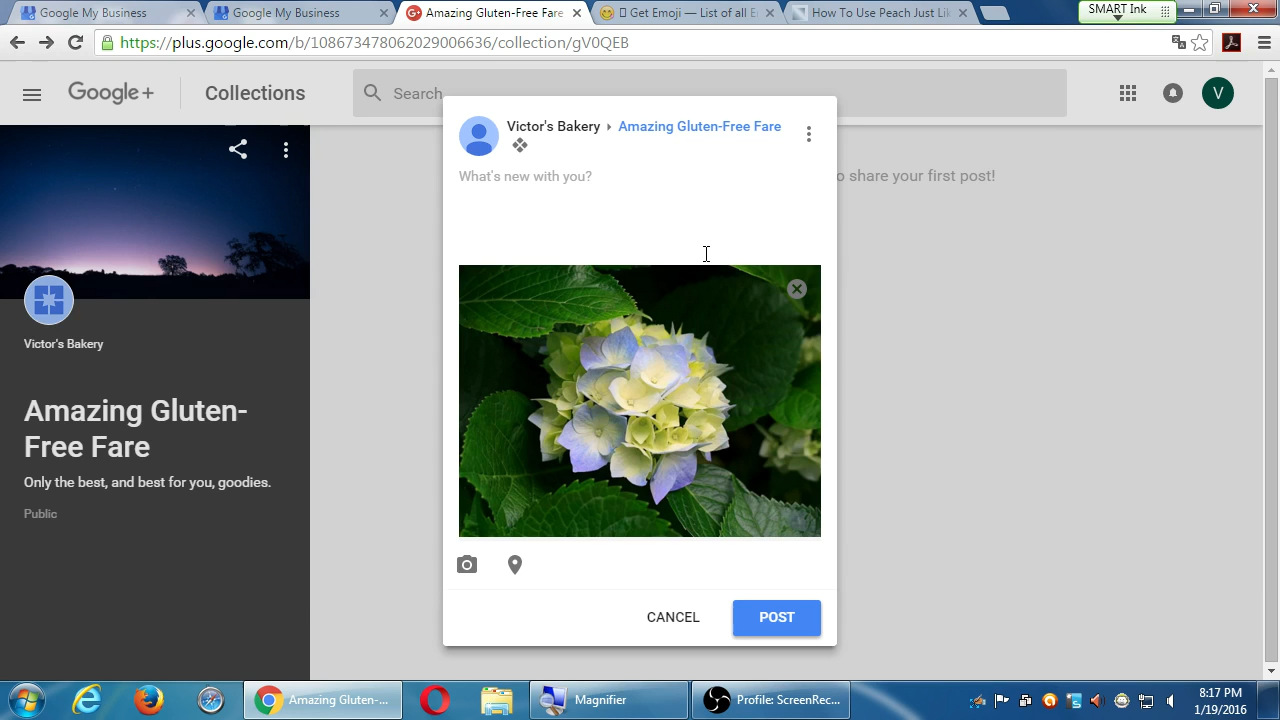 Google My Business
Google My Business
Amazing Gluten-Free Fare
Get Emoji — List of all E
How To Use Peach Just Lik
SMART Ink
https://plus.google.com/b/108673478062029006636/collection/gV0QEB
Google+
Collections
Search
V
Victor's Bakery
Amazing Gluten-Free Fare
What's new with you?
o share your first post!
Victor's Bakery
Amazing Gluten-
Free Fare
Only the best, and best for you, goodies.
Public
CANCEL
POST
Amazing Gluten-...
Magnifier
Profile: ScreenRec...
8:17 PM
1/19/2016